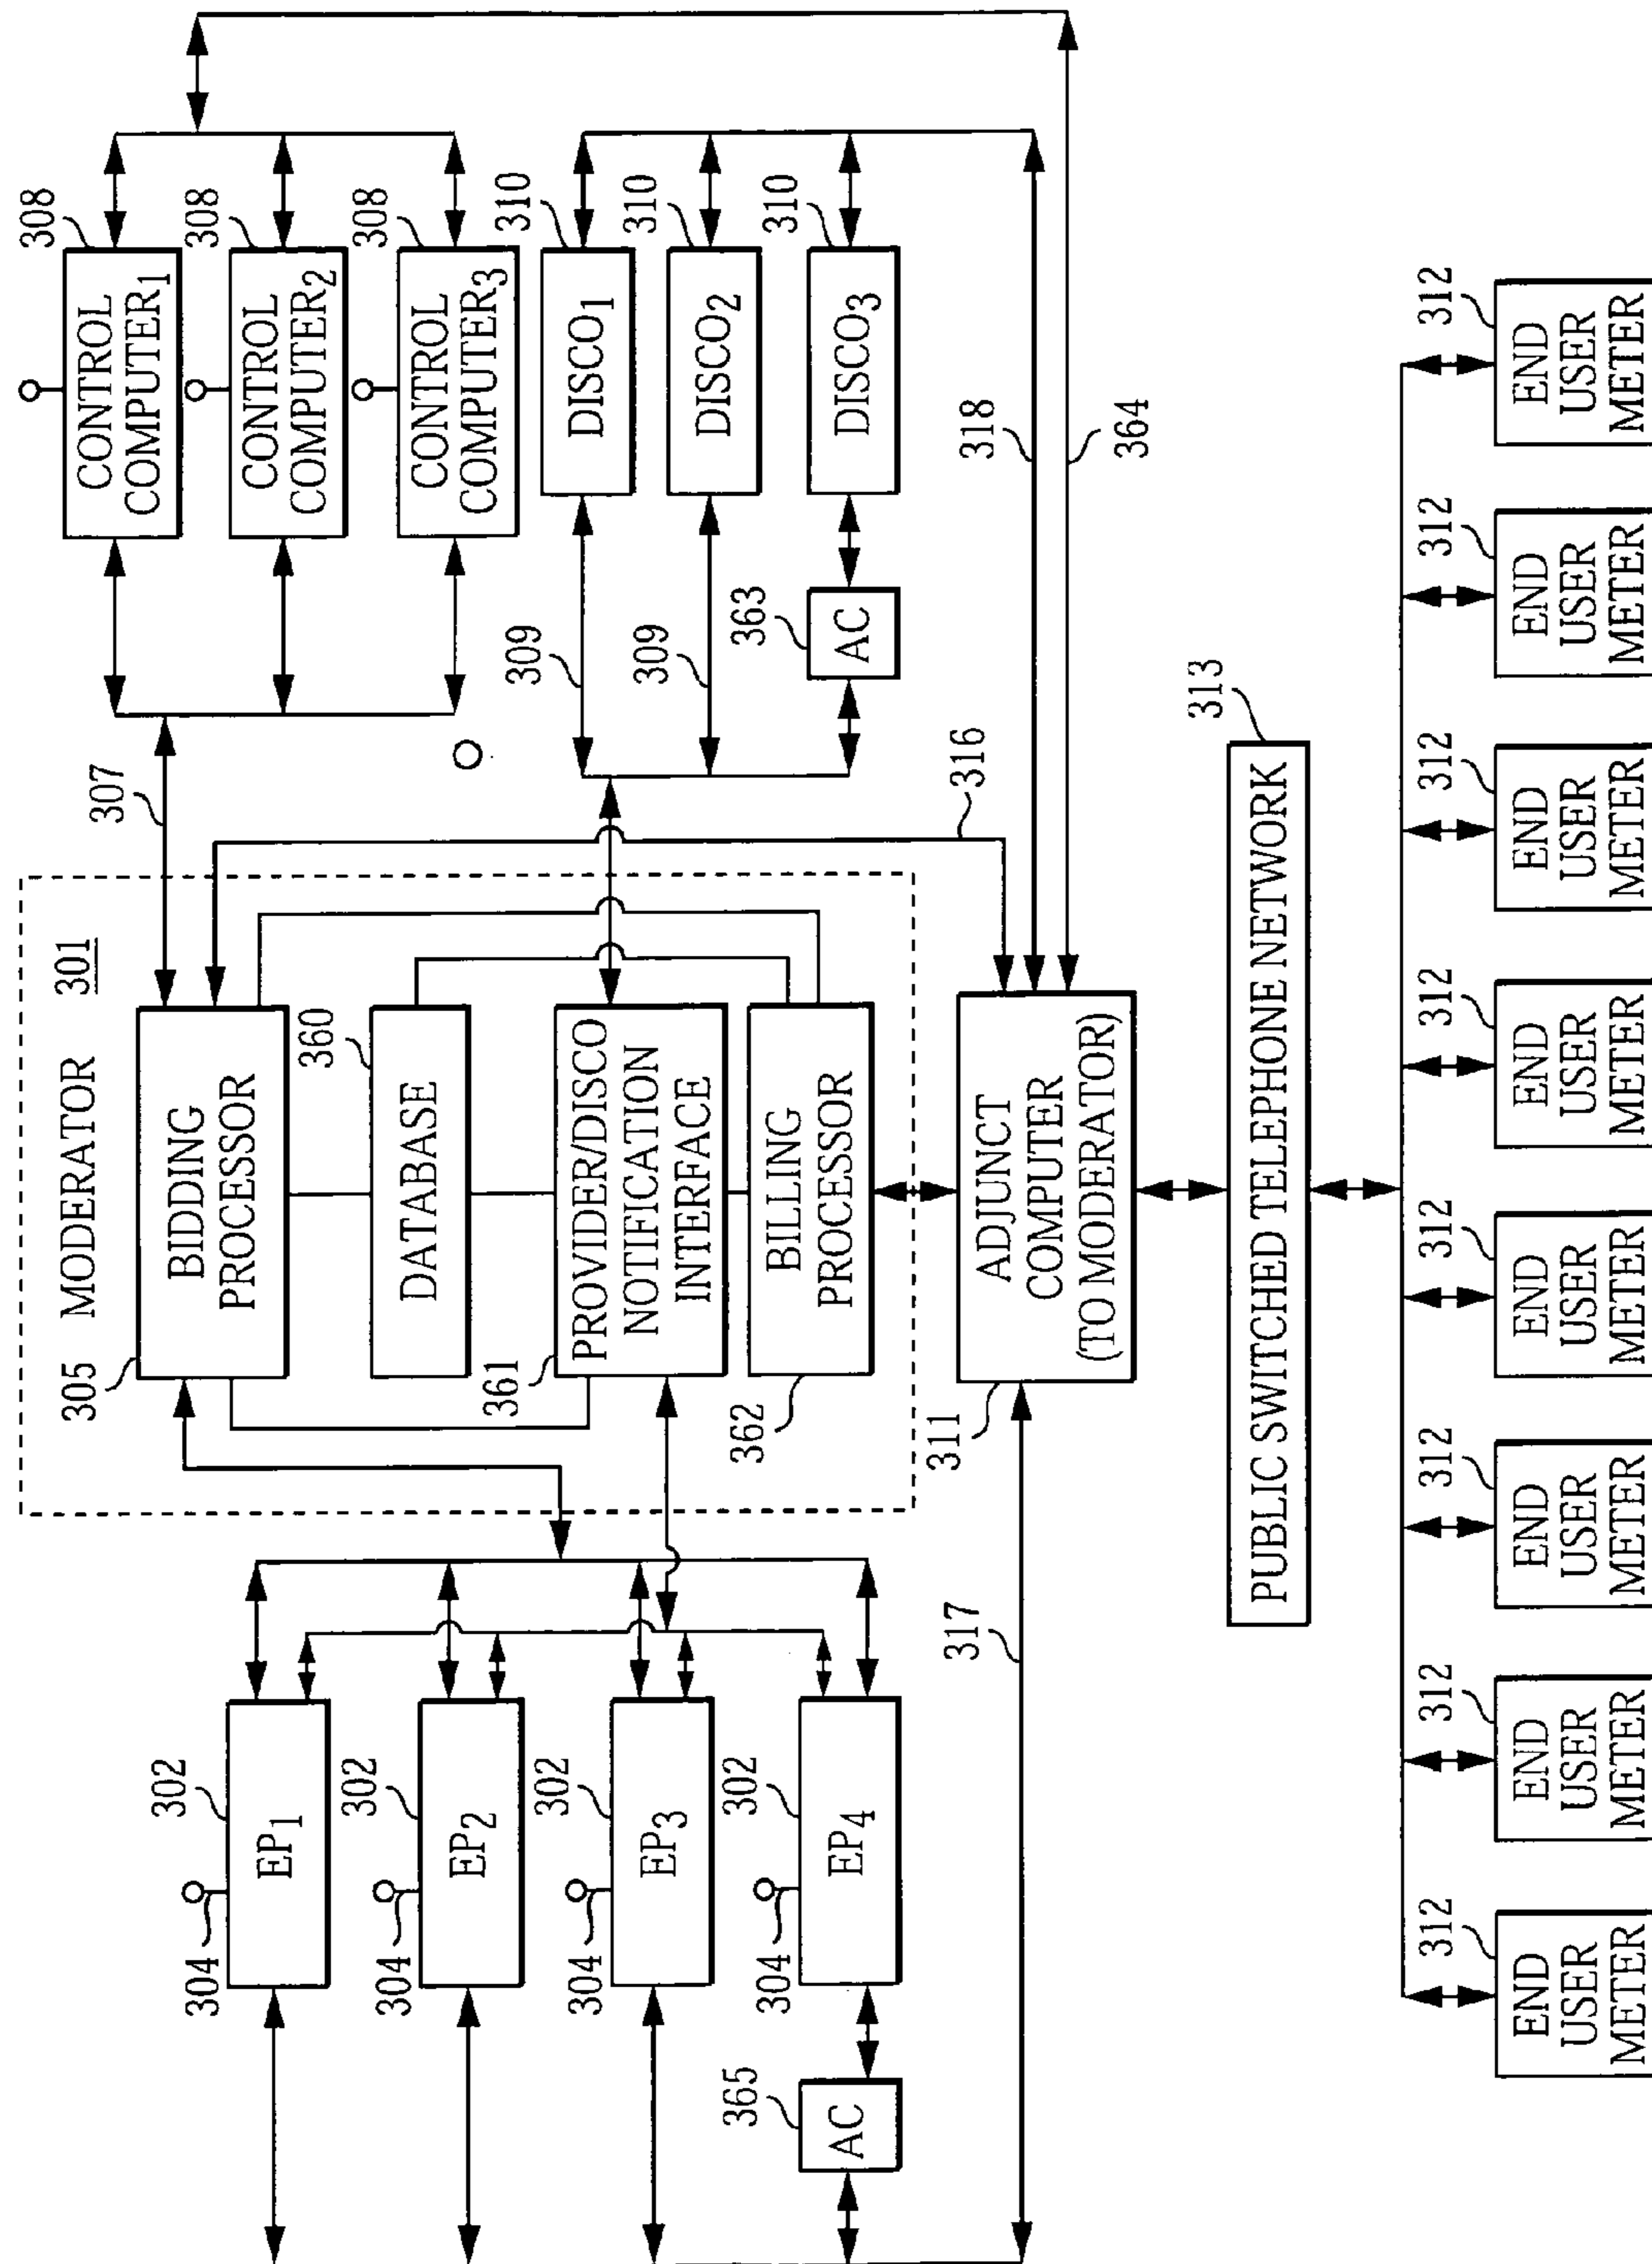 301
MODERATOR
305
BIDDING
PROCESSOR
360
DATABASE
361
PROVIDER/DISCO
NOTIFICATION
INTERFACE
362
BILLING
PROCESSOR
302
EP1
304
302
EP2
304
302
EP3
304
302
EP4
304
365
AC
317
307
308
CONTROL
COMPUTER1
308
CONTROL
COMPUTER2
308
CONTROL
COMPUTER3
309
310
DISCO1
309
310
DISCO2
363
AC
310
DISCO3
316
318
364
311
ADJUNCT
COMPUTER
(TO MODERATOR)
313
PUBLIC SWITCHED TELEPHONE NETWORK
312
END
USER
METER
312
END
USER
METER
312
END
USER
METER
312
END
USER
METER
312
END
USER
METER
312
END
USER
METER
312
END
USER
METER
312
END
USER
METER